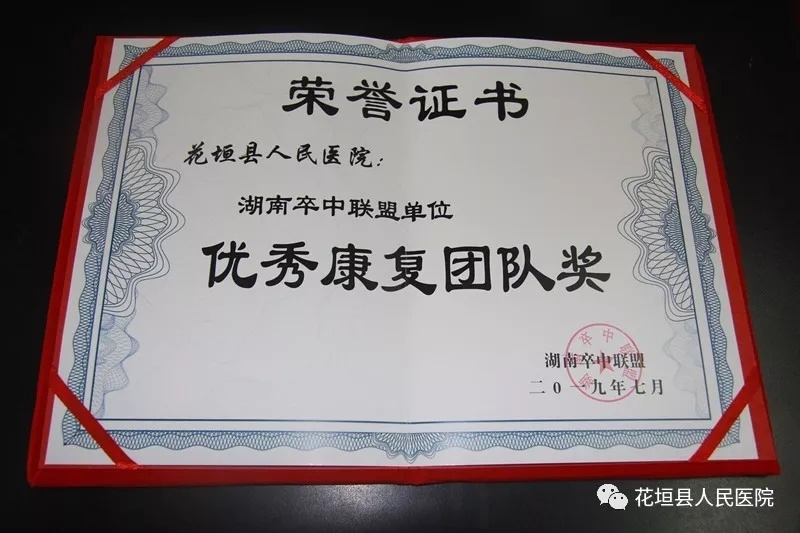 荣誉证书
花垣县人民医院：
湖南卒中联盟单位
优秀康复团队奖
湖南卒中联盟
二0一九年七月
花垣县人民医院